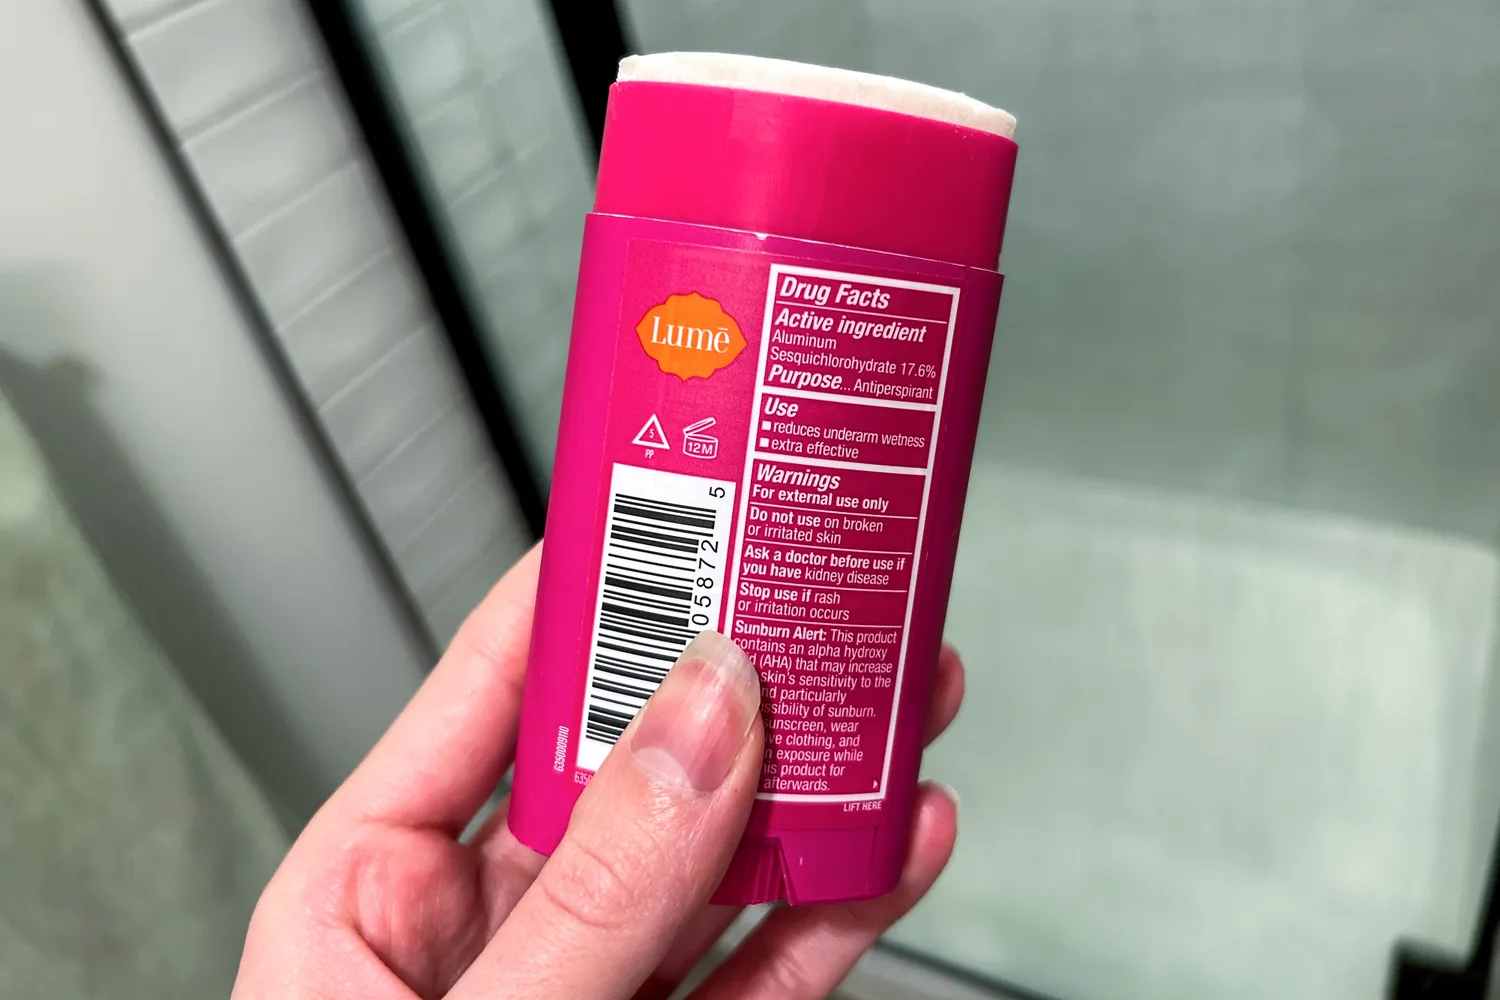 Lumē
5
PP
12M
05872 5
6350009110
Drug Facts
Active ingredient
Aluminum
Sesquichlorohydrate 17.6%
Purpose... Antiperspirant
Use
reduces underarm wetness
extra effective
Warnings
For external use only
Do not use on broken
or irritated skin
Ask a doctor before use if
you have kidney disease
Stop use if rash
or irritation occurs
Sunburn Alert: This product
contains an alpha hydroxy
(AHA) that may increase
skin's sensitivity to the
particularly
of sunburn.
sunscreen, wear
clothing, and
exposure while
product for
afterwards.
LIFT HERE